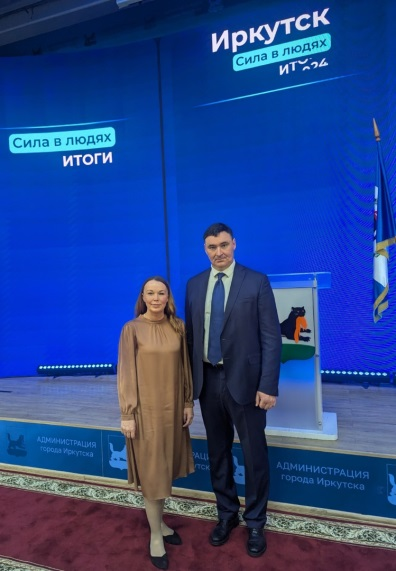 Иркутск
Сила в людях
Сила в людях
ИТОГИ
АДМИНИСТРАЦИЯ
города Иркутска
АДМИНИСТРАЦИЯ
города Иркутска